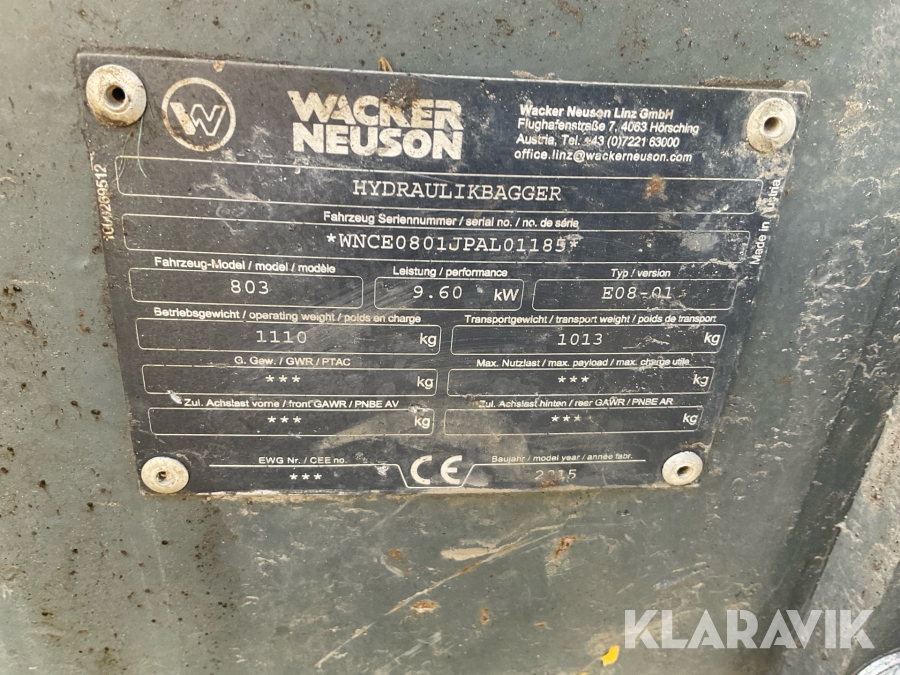 WACKER
NEUSON
Wacker Neuson Linz GmbH
Flughafenstraße 7, 4063 Hörsching
Austria, Tel. +43 (0)7221 63000
office.linz@wackerneuson.com
HYDRAULIKBAGGER
Fahrzeug Seriennummer / serial no. / no. de série
*WNCE0801JPAL01185*
Fahrzeug-Model / model / modèle
803
Leistung / performance
9.60 kW
Typ / version
E08-01
Betriebsgewicht / operating weight / poids en charge
1110 kg
Transportgewicht / transport weight / poids de transport
1013 kg
G. Gew. / GWR / PTAC
*** kg
Max. Nutzlast / max. payload / max. charge utile
*** kg
Zul. Achslast vorne / front GAWR / PNBE AV
*** kg
Zul. Achslast hinten / rear GAWR / PNBE AR
*** kg
EWG Nr. / CEE no.
***
CE
Baujahr / model year / année fabr.
2015
1000269512
Made in Austria
KLARAVIK